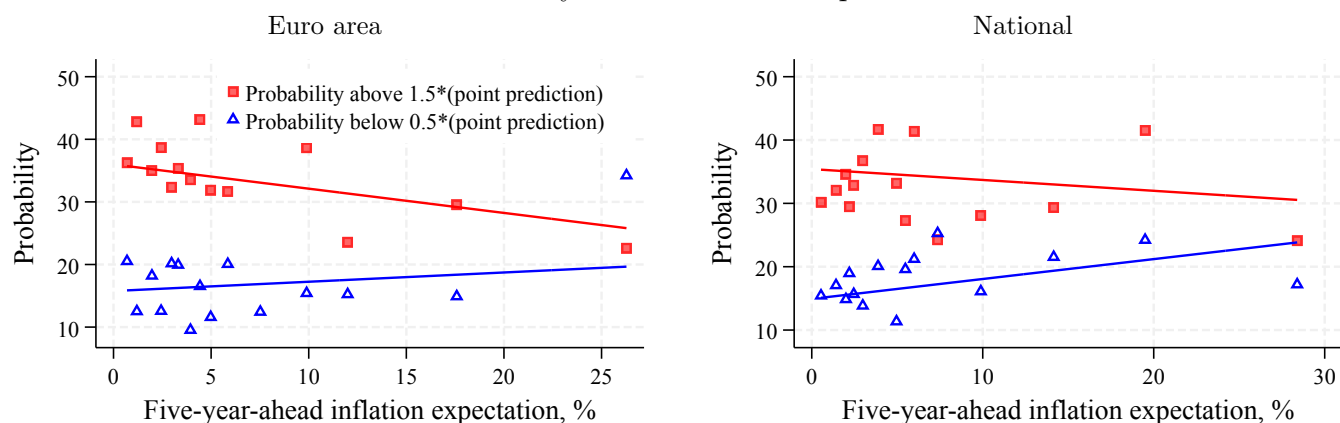 Euro area
National
Probability
50
40
30
20
10
Probability above 1.5*(point prediction)
Probability below 0.5*(point prediction)
0 5 10 15 20 25
Five-year-ahead inflation expectation, %
Probability
50
40
30
20
10
0 10 20 30
Five-year-ahead inflation expectation, %